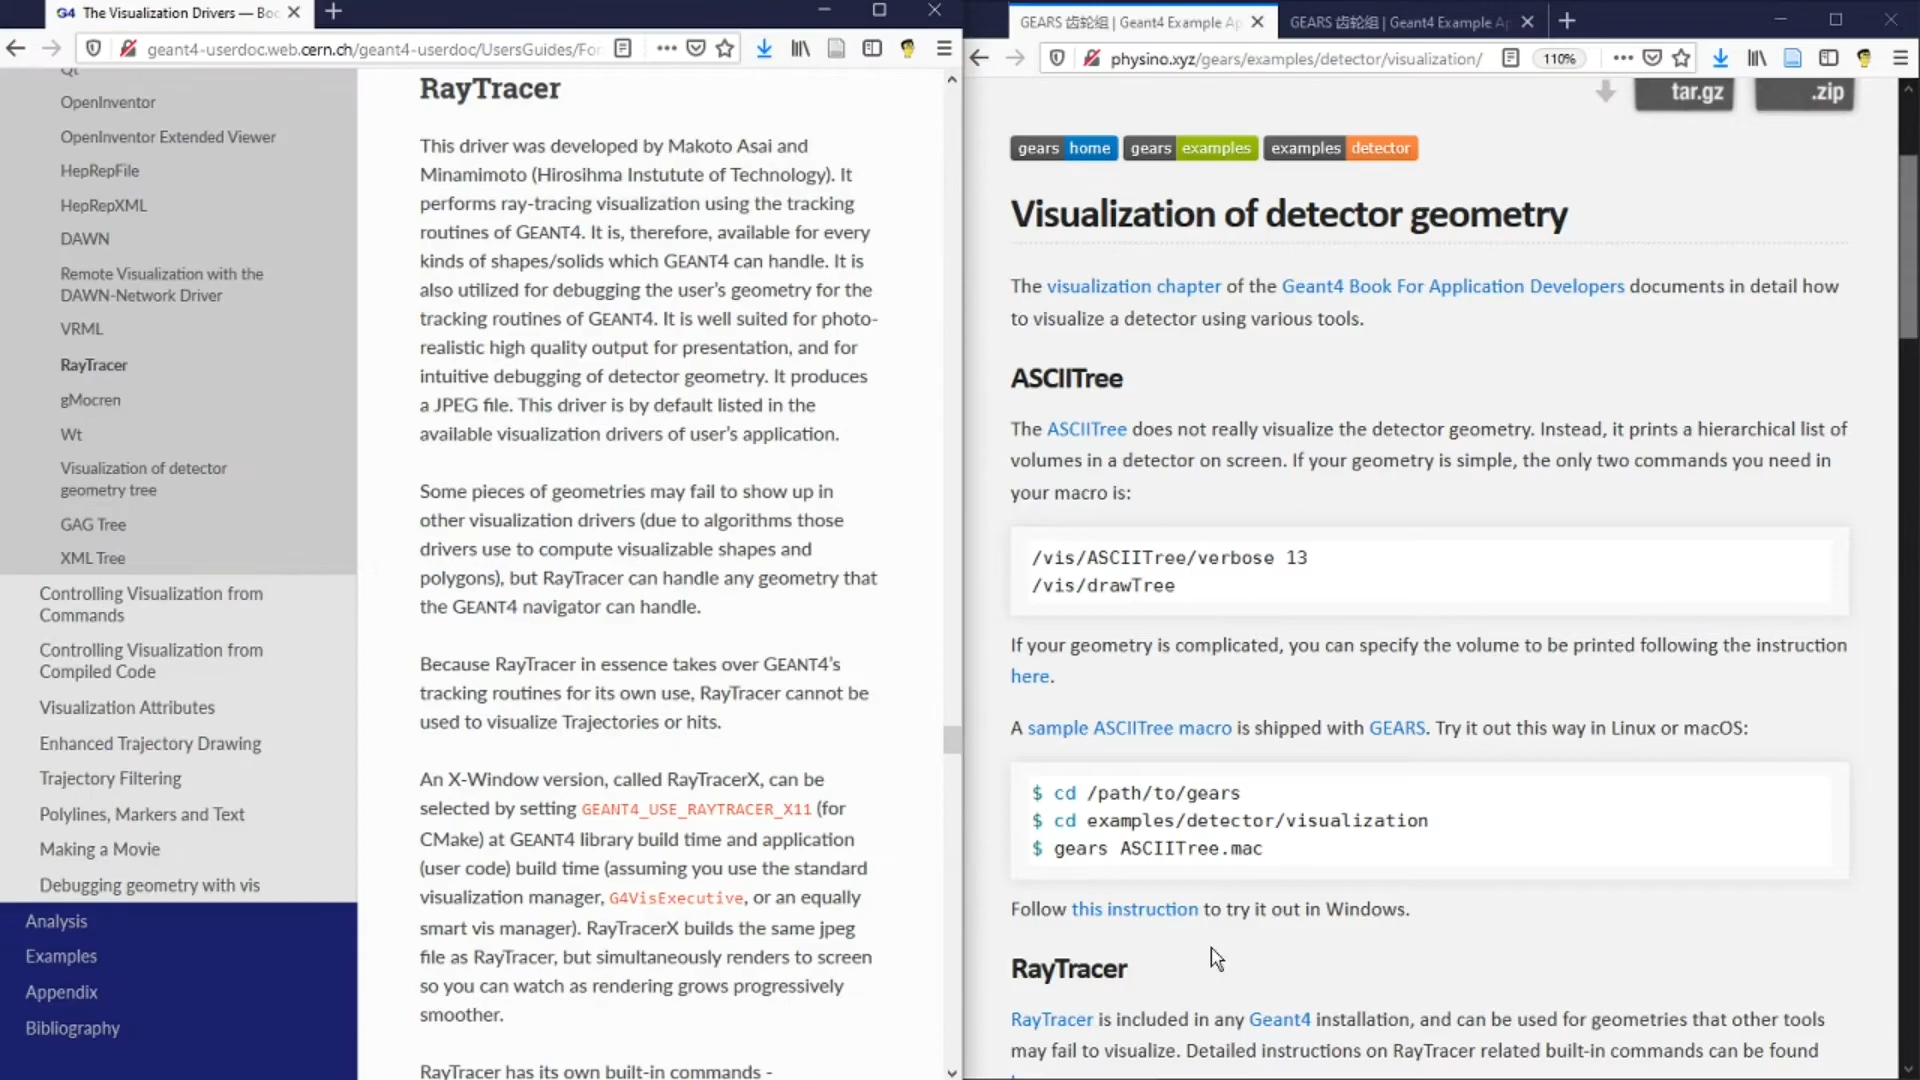 G4 The Visualization Drivers — Boo
geant4-userdoc.web.cern.ch/geant4-userdoc/UsersGuides/For
Qt
OpenInventor
OpenInventor Extended Viewer
HepRepFile
HepRepXML
DAWN
Remote Visualization with the
DAWN-Network Driver
VRML
RayTracer
gMocren
Wt
Visualization of detector
geometry tree
GAG Tree
XML Tree
Controlling Visualization from
Commands
Controlling Visualization from
Compiled Code
Visualization Attributes
Enhanced Trajectory Drawing
Trajectory Filtering
Polylines, Markers and Text
Making a Movie
Debugging geometry with vis
Analysis
Examples
Appendix
Bibliography
RayTracer
This driver was developed by Makoto Asai and
Minamimoto (Hirosihma Instutute of Technology). It
performs ray-tracing visualization using the tracking
routines of GEANT4. It is, therefore, available for every
kinds of shapes/solids which GEANT4 can handle. It is
also utilized for debugging the user's geometry for the
tracking routines of GEANT4. It is well suited for photo-
realistic high quality output for presentation, and for
intuitive debugging of detector geometry. It produces
a JPEG file. This driver is by default listed in the
available visualization drivers of user's application.
Some pieces of geometries may fail to show up in
other visualization drivers (due to algorithms those
drivers use to compute visualizable shapes and
polygons), but RayTracer can handle any geometry that
the GEANT4 navigator can handle.
Because RayTracer in essence takes over GEANT4's
tracking routines for its own use, RayTracer cannot be
used to visualize Trajectories or hits.
An X-Window version, called RayTracerX, can be
selected by setting GEANT4_USE_RAYTRACER_X11 (for
CMake) at GEANT4 library build time and application
(user code) build time (assuming you use the standard
visualization manager, G4VisExecutive, or an equally
smart vis manager). RayTracerX builds the same jpeg
file as RayTracer, but simultaneously renders to screen
so you can watch as rendering grows progressively
smoother.
RayTracer has its own built-in commands -
GEARS 齿轮组 | Geant4 Example Ap
GEARS 齿轮组 | Geant4 Example Ap
physino.xyz/gears/examples/detector/visualization/
110%
tar.gz
.zip
gears home
gears examples
examples detector
Visualization of detector geometry
The visualization chapter of the Geant4 Book For Application Developers documents in detail how
to visualize a detector using various tools.
ASCIITree
The ASCIITree does not really visualize the detector geometry. Instead, it prints a hierarchical list of
volumes in a detector on screen. If your geometry is simple, the only two commands you need in
your macro is:
/vis/ASCIITree/verbose 13
/vis/drawTree
If your geometry is complicated, you can specify the volume to be printed following the instruction
here.
A sample ASCIITree macro is shipped with GEARS. Try it out this way in Linux or macOS:
$ cd /path/to/gears
$ cd examples/detector/visualization
$ gears ASCIITree.mac
Follow this instruction to try it out in Windows.
RayTracer
RayTracer is included in any Geant4 installation, and can be used for geometries that other tools
may fail to visualize. Detailed instructions on RayTracer related built-in commands can be found